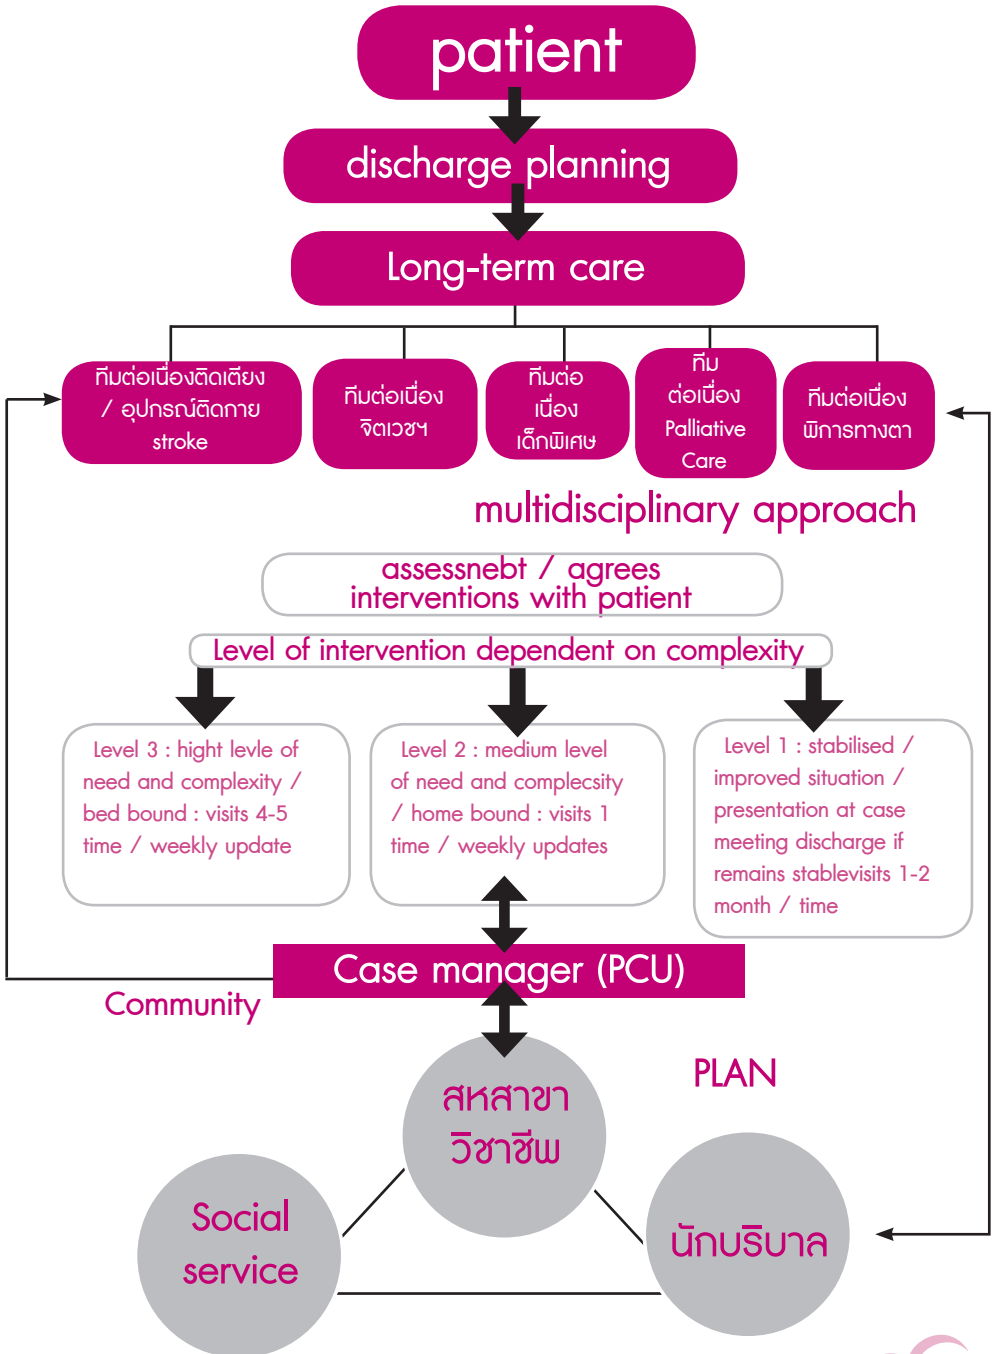 patient
discharge planning
Long-term care
ทีมต่อเนื่องติดเตียง
/ อุปกรณ์ติดกาย
stroke
ทีมต่อเนื่อง
จิตเวชฯ
ทีมต่อ
เนื่อง
เด็กพิเศษ
ทีม
ต่อเนื่อง
Palliative
Care
ทีมต่อเนื่อง
พิการทางตา
multidisciplinary approach
assessnebt / agrees
interventions with patient
Level of intervention dependent on complexity
Level 3 : hight levle of
need and complexity /
bed bound : visits 4-5
time / weekly update
Level 2 : medium level
of need and complecsity
/ home bound : visits 1
time / weekly updates
Level 1 : stabilised /
improved situation /
presentation at case
meeting discharge if
remains stablevisits 1-2
month / time
Case manager (PCU)
Community
PLAN
สหสาขา
วิชาชีพ
Social
service
นักบริบาล